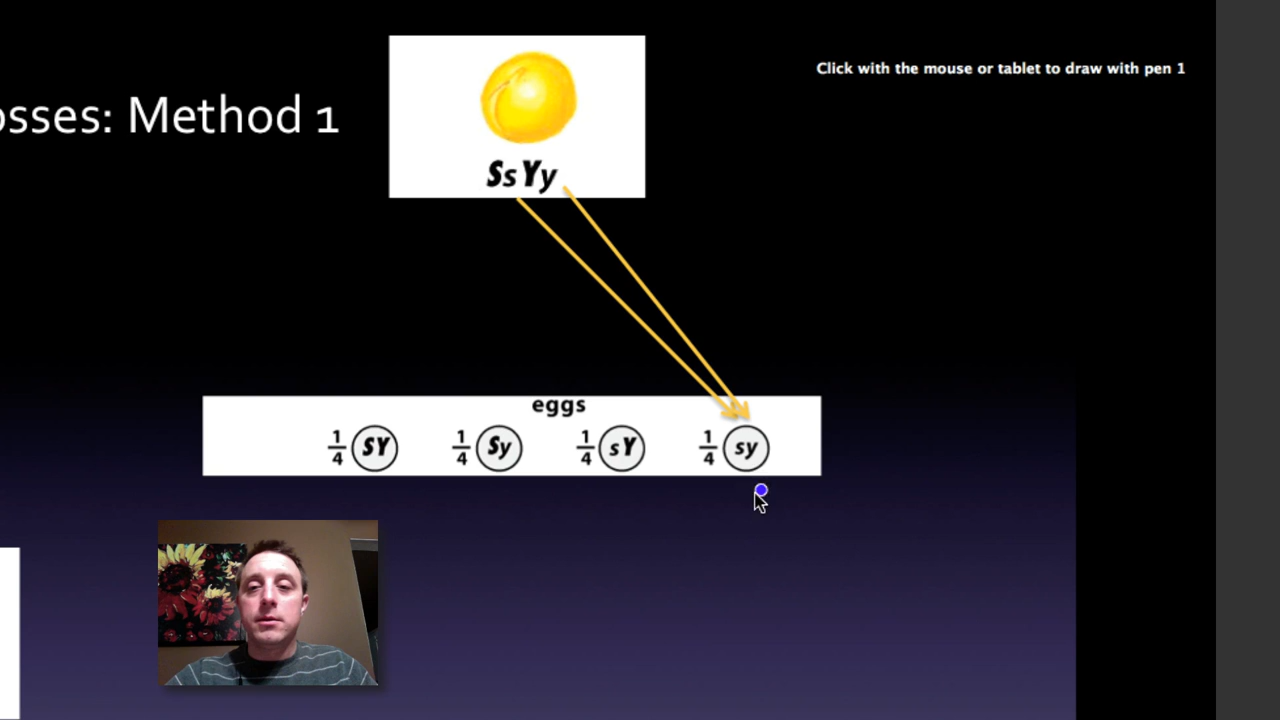 osses: Method 1
Click with the mouse or tablet to draw with pen 1
SsYy
eggs
1/4 SY 1/4 Sy 1/4 sY 1/4 sy